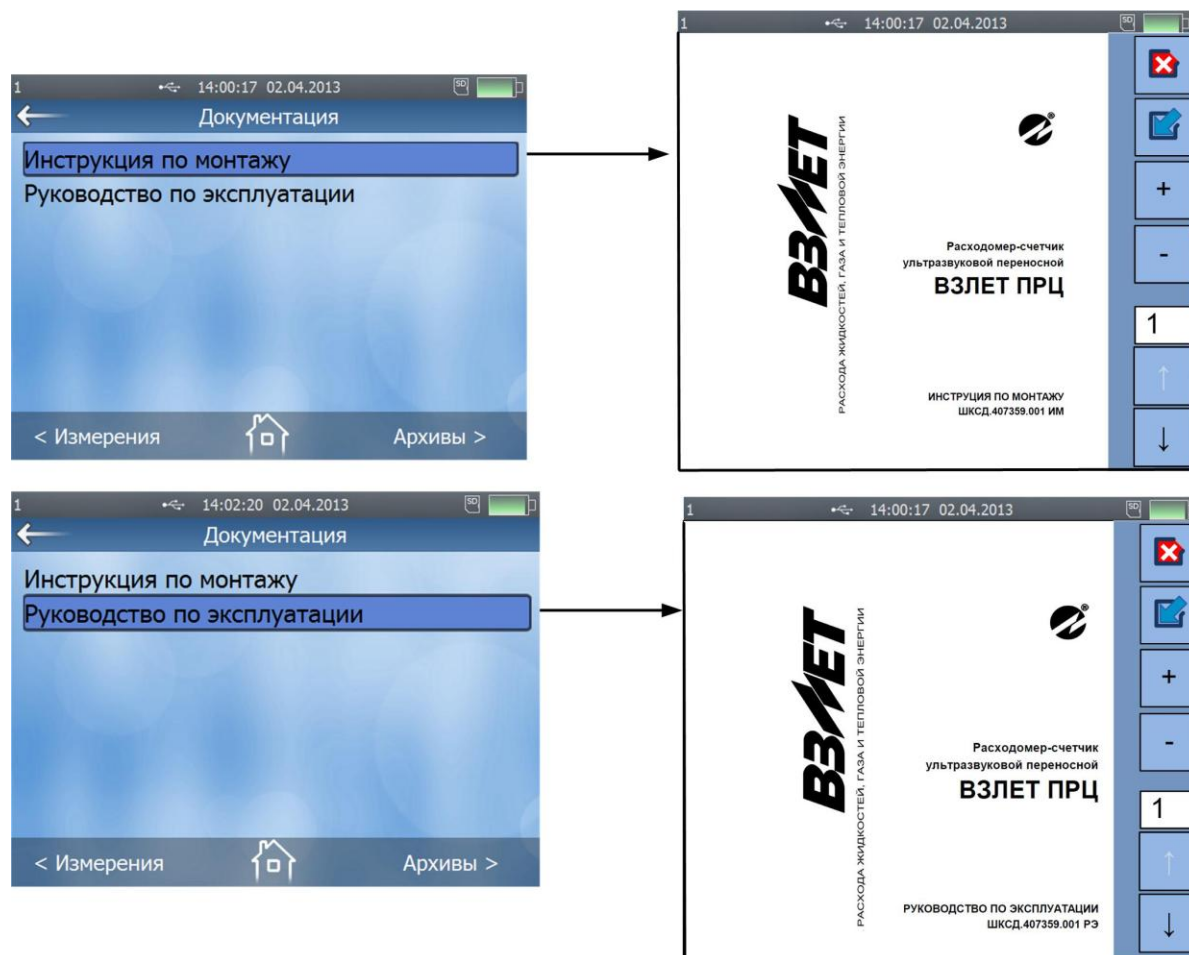 1 14:00:17 02.04.2013 SD
Документация
Инструкция по монтажу
Руководство по эксплуатации
< Измерения Архивы >
1 14:00:17 02.04.2013 SD
ВЗЛЕТ
РАСХОДА ЖИДКОСТЕЙ, ГАЗА И ТЕПЛОВОЙ ЭНЕРГИИ
®
Расходомер-счетчик
ультразвуковой переносной
ВЗЛЕТ ПРЦ
ИНСТРУЦИЯ ПО МОНТАЖУ
ШКСД.407359.001 ИМ
+
-
1
↑
↓
1 14:02:20 02.04.2013 SD
Документация
Инструкция по монтажу
Руководство по эксплуатации
< Измерения Архивы >
1 14:00:17 02.04.2013 SD
ВЗЛЕТ
РАСХОДА ЖИДКОСТЕЙ, ГАЗА И ТЕПЛОВОЙ ЭНЕРГИИ
®
Расходомер-счетчик
ультразвуковой переносной
ВЗЛЕТ ПРЦ
РУКОВОДСТВО ПО ЭКСПЛУАТАЦИИ
ШКСД.407359.001 РЭ
+
-
1
↑
↓